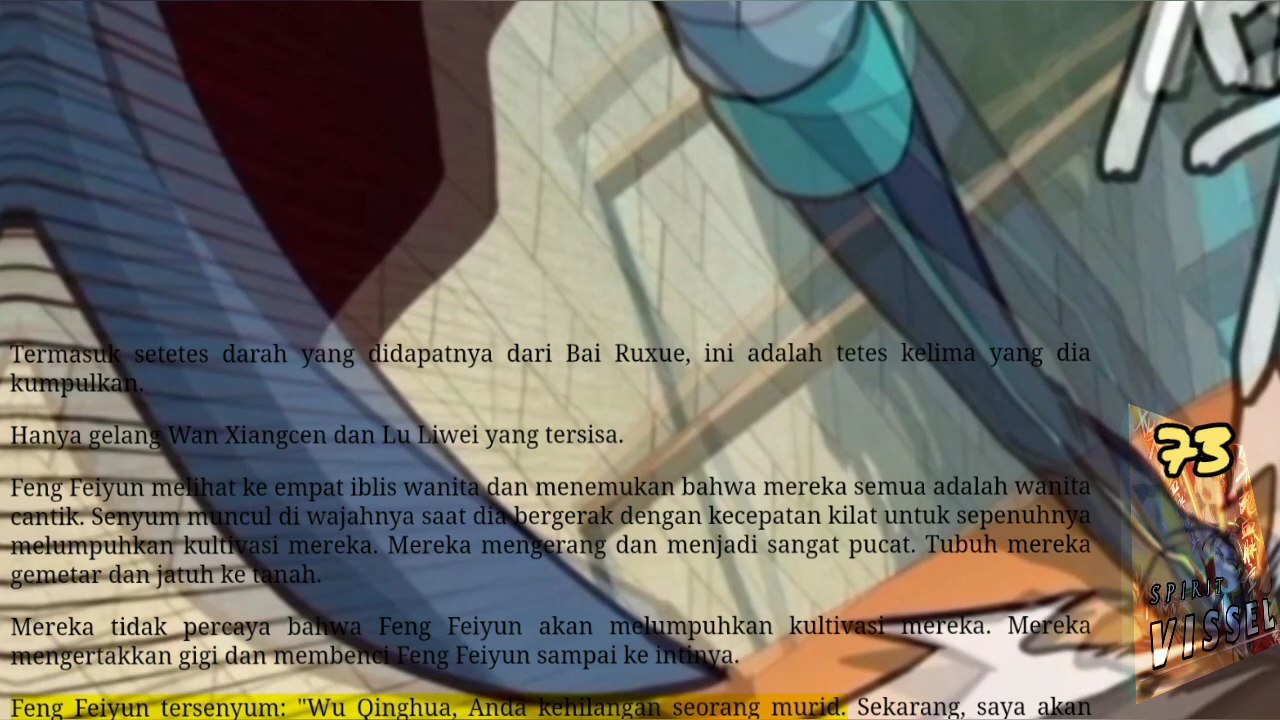 Termasuk setetes darah yang didapatnya dari Bai Ruxue, ini adalah tetes kelima yang dia
kumpulkan.
Hanya gelang Wan Xiangcen dan Lu Liwei yang tersisa.
Feng Feiyun melihat ke empat iblis wanita dan menemukan bahwa mereka semua adalah wanita
cantik. Senyum muncul di wajahnya saat dia bergerak dengan kecepatan kilat untuk sepenuhnya
melumpuhkan kultivasi mereka. Mereka mengerang dan menjadi sangat pucat. Tubuh mereka
gemetar dan jatuh ke tanah.
Mereka tidak percaya bahwa Feng Feiyun akan melumpuhkan kultivasi mereka. Mereka
mengertakkan gigi dan membenci Feng Feiyun sampai ke intinya.
Feng Feiyun tersenyum: "Wu Qinghua, Anda kehilangan seorang murid. Sekarang, saya akan
73
SPIRIT
VISSEL